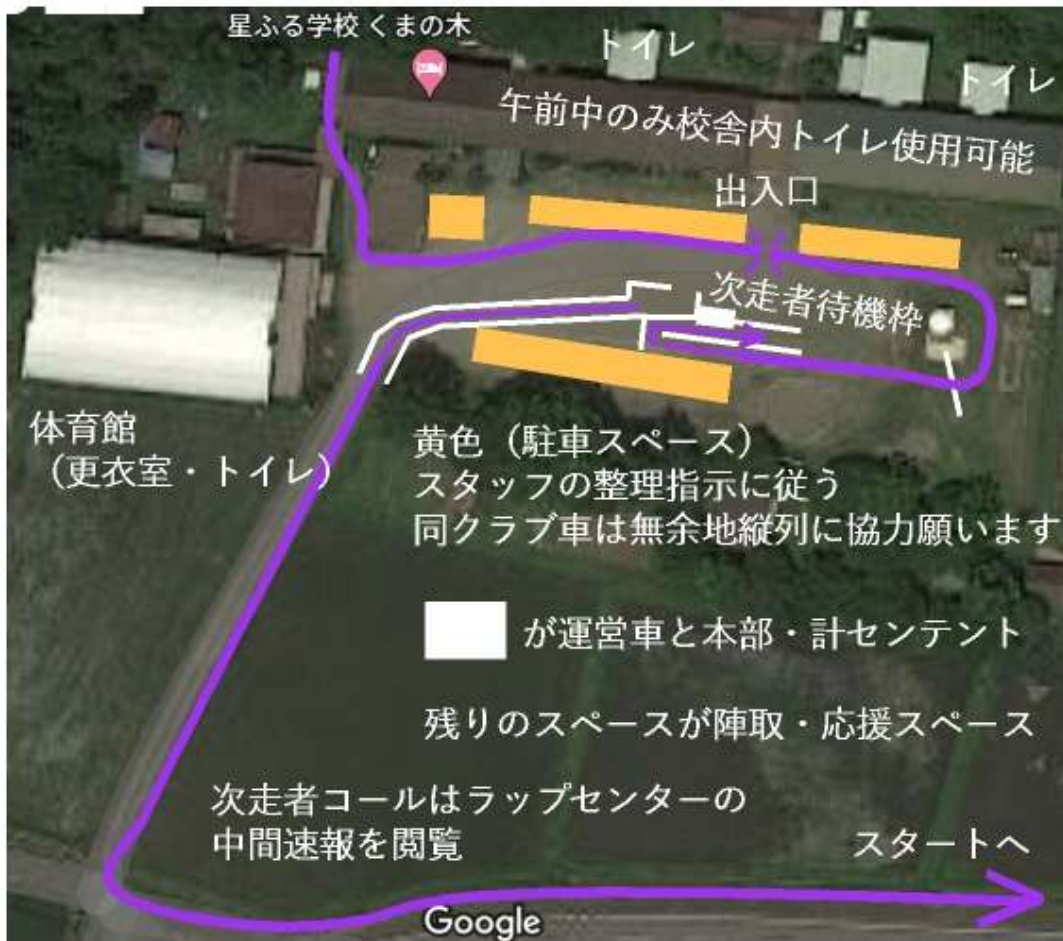 星ふる学校 くまの木
トイレ
トイレ
午前中のみ校舎内トイレ使用可能
出入口
次走者待機枠
体育館
（更衣室・トイレ）
黄色（駐車スペース）
スタッフの整理指示に従う
同クラブ車は無余地縦列に協力願います
が運営車と本部・計センテント
残りのスペースが陣取・応援スペース
次走者コールはラップセンターの
中間速報を閲覧
スタートへ
Google